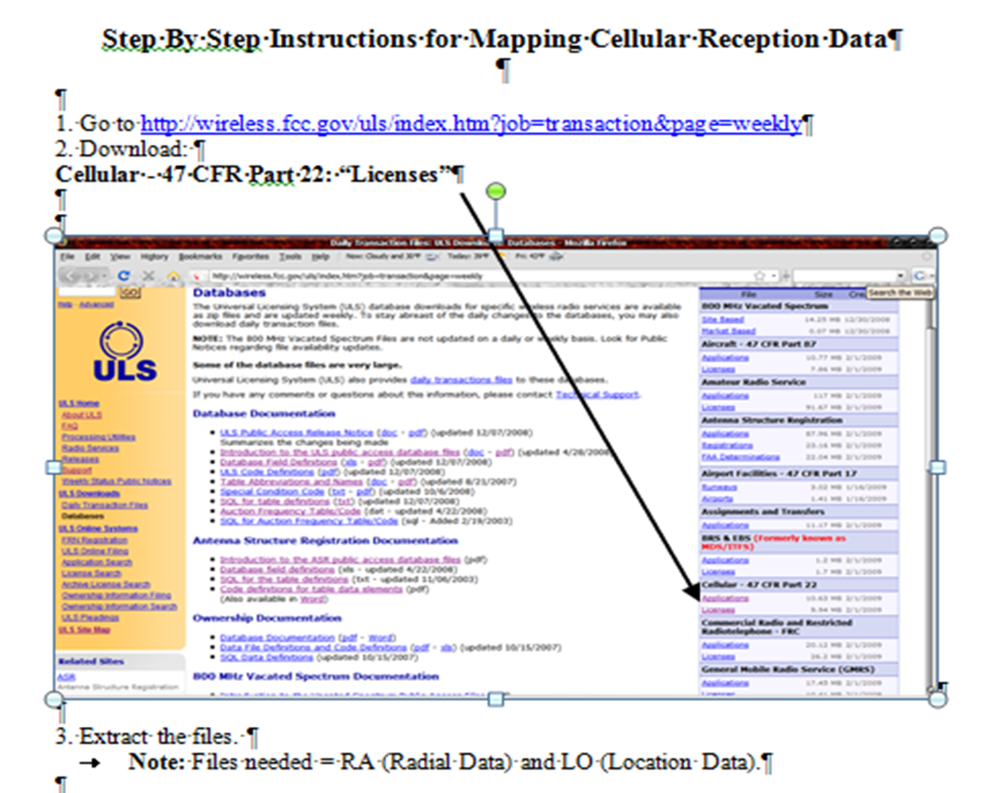 Step By Step Instructions for Mapping Cellular Reception Data¶
¶
¶
1. Go to http://wireless.fcc.gov/uls/index.htm?job=transaction&page=weekly¶
2. Download: ¶
Cellular - 47 CFR Part 22: “Licenses”¶
¶
¶
Daily Transaction Files: ULS Downloads Databases - Mozilla Firefox
File Edit View History Bookmarks Favorites Tools Help Now: Cloudy and 30°F Today: 39°F Fri: 42°F
http://wireless.fcc.gov/uls/index.htm?job=transaction&page=weekly
Search the Web
GO
Help - Advanced
ULS
ULS Home
About ULS
FAQ
Processing Utilities
Radio Services
Releases
Support
Weekly Status Public Notices
ULS Downloads
Daily Transaction Files
Databases
ULS Online Systems
FRN Registration
ULS Online Filing
Application Search
License Search
Archive License Search
Ownership Information Filing
Ownership Information Search
ULS Pleadings
ULS Site Map
Related Sites
ASR
Antenna Structure Registration
Databases
The Universal Licensing System (ULS) database downloads for specific wireless radio services are available
as zip files and are updated weekly. To stay abreast of the daily changes to the databases, you may also
download daily transaction files.
NOTE: The 800 MHz Vacated Spectrum Files are not updated on a daily or weekly basis. Look for Public
Notices regarding file availability updates.
Some of the database files are very large.
Universal Licensing System (ULS) also provides daily transactions files to these databases.
If you have any comments or questions about this information, please contact Technical Support.
Database Documentation
ULS Public Access Release Notice (doc - pdf) (updated 12/07/2008)
Summarizes the changes being made
Introduction to the ULS public access database files (doc - pdf) (updated 4/28/2008)
Database Field Definitions (xls - pdf) (updated 12/07/2008)
ULS Code Definitions (pdf) (updated 12/07/2008)
Table Abbreviations and Names (doc - pdf) (updated 8/21/2007)
Special Condition Code (txt - pdf) (updated 10/6/2008)
SQL for table definitions (txt) (updated 12/07/2008)
Auction Frequency Table/Code (dat - updated 4/22/2008)
SQL for Auction Frequency Table/Code (sql - Added 2/19/2003)
Antenna Structure Registration Documentation
Introduction to the ASR public access database files (pdf)
Database field definitions (xls - updated 4/22/2008)
SQL for the table definitions (txt - updated 11/06/2003)
Code definitions for table data elements (pdf)
(Also available in Word)
Ownership Documentation
Database Documentation (pdf - Word)
Data File Definitions and Code Definitions (pdf - xls) (updated 10/15/2007)
SQL Data Definitions (updated 10/15/2007)
800 MHz Vacated Spectrum Documentation
File Size
800 MHz Vacated Spectrum
Site Based 14.25 MB 12/30/2008
Market Based 0.07 MB 12/30/2008
Aircraft - 47 CFR Part 87
Applications 10.77 MB 2/1/2009
Licenses 7.86 MB 2/1/2009
Amateur Radio Service
Applications 117 MB 2/1/2009
Licenses 91.67 MB 2/1/2009
Antenna Structure Registration
Applications 87.96 MB 2/1/2009
Registrations 23.16 MB 2/1/2009
FAA Determinations 22.04 MB 2/1/2009
Airport Facilities - 47 CFR Part 17
Runways 3.02 MB 1/16/2009
Airports 1.41 MB 1/16/2009
Assignments and Transfers
Applications 11.17 MB 2/1/2009
BRS & EBS (Formerly known as
MDS/ITFS)
Applications 1.2 MB 2/1/2009
Licenses 1.7 MB 2/1/2009
Cellular - 47 CFR Part 22
Applications 10.63 MB 2/1/2009
Licenses 9.94 MB 2/1/2009
Commercial Radio and Restricted
Radiotelephone - FRC
Applications 20.12 MB 2/1/2009
Licenses 26.2 MB 2/1/2009
General Mobile Radio Service (GMRS)
Applications 17.45 MB 2/1/2009
Licenses
¶
¶
3. Extract the files. ¶
→ Note: Files needed = RA (Radial Data) and LO (Location Data).¶
¶